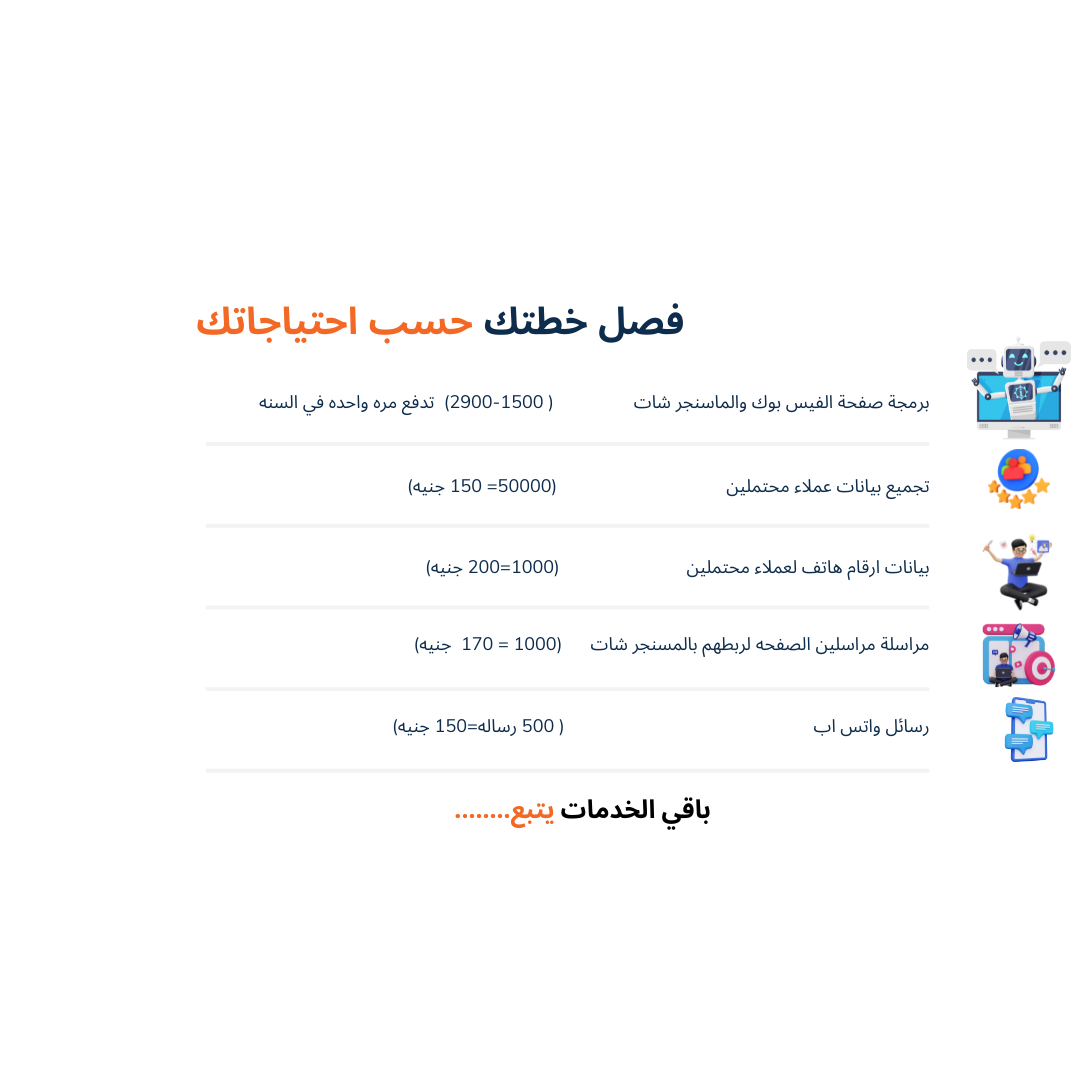 فصل خطتك حسب احتياجاتك
برمجة صفحة الفيس بوك والماسنجر شات ( 1500-2900) تدفع مره واحده في السنه
تجميع بيانات عملاء محتملين (50000= 150 جنيه)
بيانات ارقام هاتف لعملاء محتملين (1000=200 جنيه)
مراسلة مراسلين الصفحه لربطهم بالمسنجر شات (1000 = 170 جنيه)
رسائل واتس اب ( 500 رساله=150 جنيه)
باقي الخدمات يتبع........